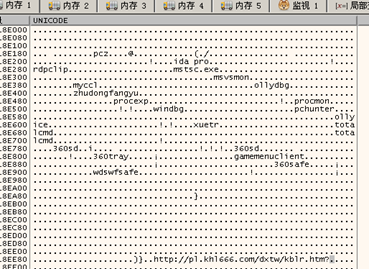 内存 1 内存 2 内存 3 内存 4 内存 5 监视 1 [x=] 局部
UNICODE
.8E000
.8E180 pcz. a (./
.8E200 ! ida pro !
.8E280 rdpclip. mstsc.exe.
msvsmon.
.8E380 myccl. ollydbg.
.8E400 zhudongfangyu.
.8E480 procexp. !. procmon.
.8E500 !.!. windbg. pchunter.
.8E580 olly
.8E600 ice. !.!. xuetr. tota
.8E680 lcmd. tota
.8E700 lcmd.
.8E780 360sd. !.!.!. 360sd.
.8E800 !. 360tray. gamemenuclient.
.8E880 360safe.
.8E900 wdswfsafe.
.8EA00
.8EA80 }
.8EB00
.8EB80
.8EC00
.8EC80
.8ED00
.8ED80
.8EE00
.8EE80 )}..http://pl.khl666.com/dxtw/kblr.htm?
.8EF00